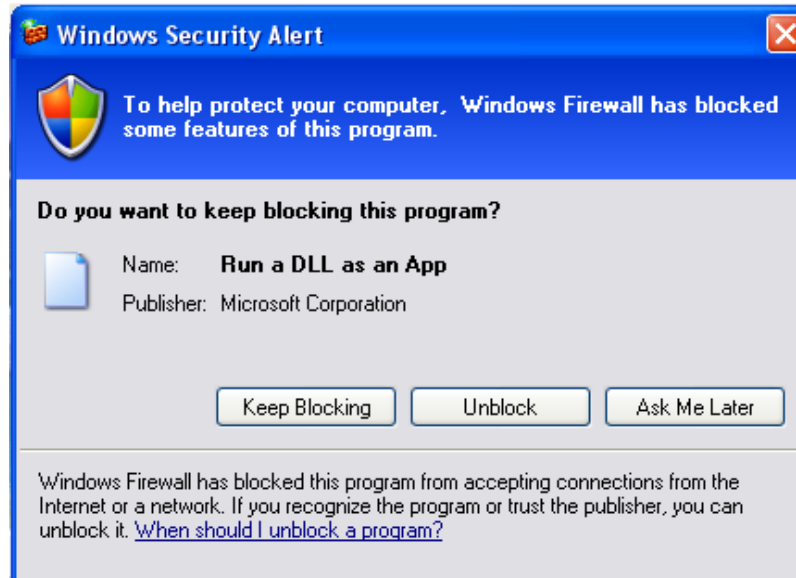 Windows Security Alert
To help protect your computer, Windows Firewall has blocked
some features of this program.
Do you want to keep blocking this program?
Name: Run a DLL as an App
Publisher: Microsoft Corporation
Keep Blocking Unblock Ask Me Later
Windows Firewall has blocked this program from accepting connections from the
Internet or a network. If you recognize the program or trust the publisher, you can
unblock it. When should I unblock a program?